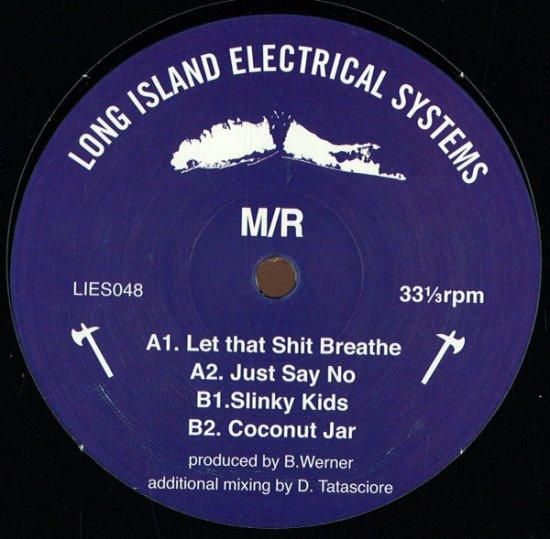 LONG ISLAND ELECTRICAL SYSTEMS
M/R
LIES048
33⅓rpm
A1. Let that Shit Breathe
A2. Just Say No
B1.Slinky Kids
B2. Coconut Jar
produced by B.Werner
additional mixing by D. Tatasciore